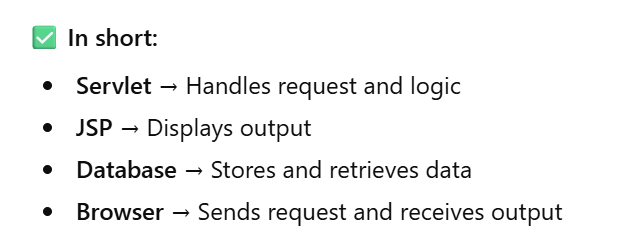 ✅ In short:
• Servlet → Handles request and logic
• JSP → Displays output
• Database → Stores and retrieves data
• Browser → Sends request and receives output